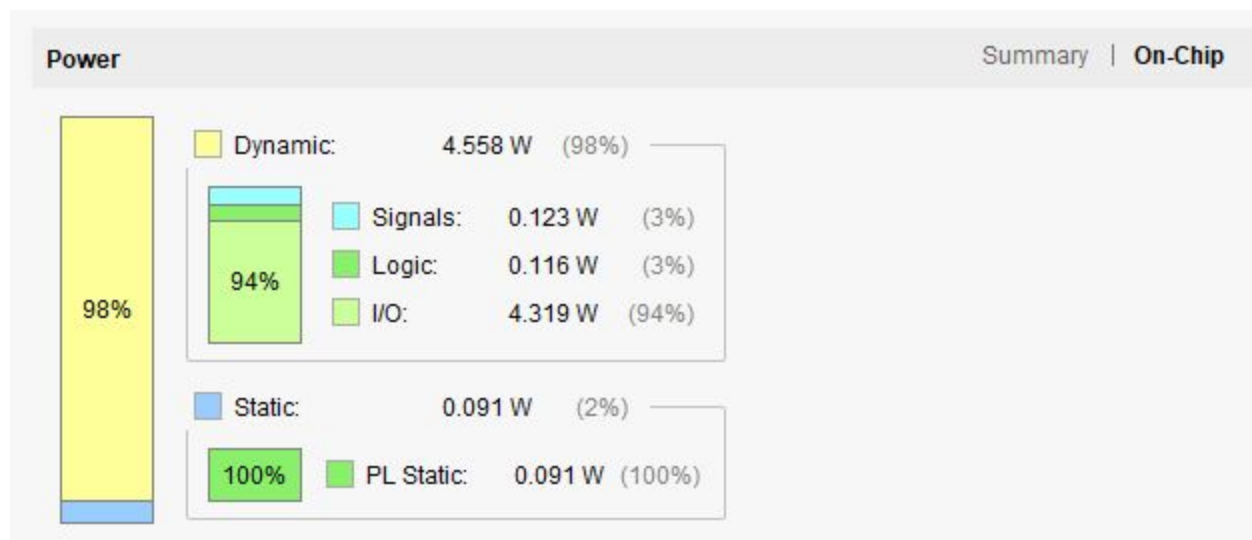 Power Summary | On-Chip
Dynamic: 4.558 W (98%)
Signals: 0.123 W (3%)
Logic: 0.116 W (3%)
94%
I/O: 4.319 W (94%)
98%
Static: 0.091 W (2%)
100% PL Static: 0.091 W (100%)